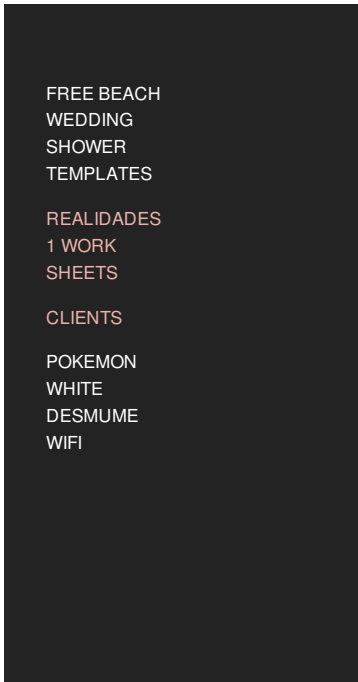 FREE BEACH
WEDDING
SHOWER
TEMPLATES
REALIDADES
1 WORK
SHEETS
CLIENTS
POKEMON
WHITE
DESMUME
WIFI